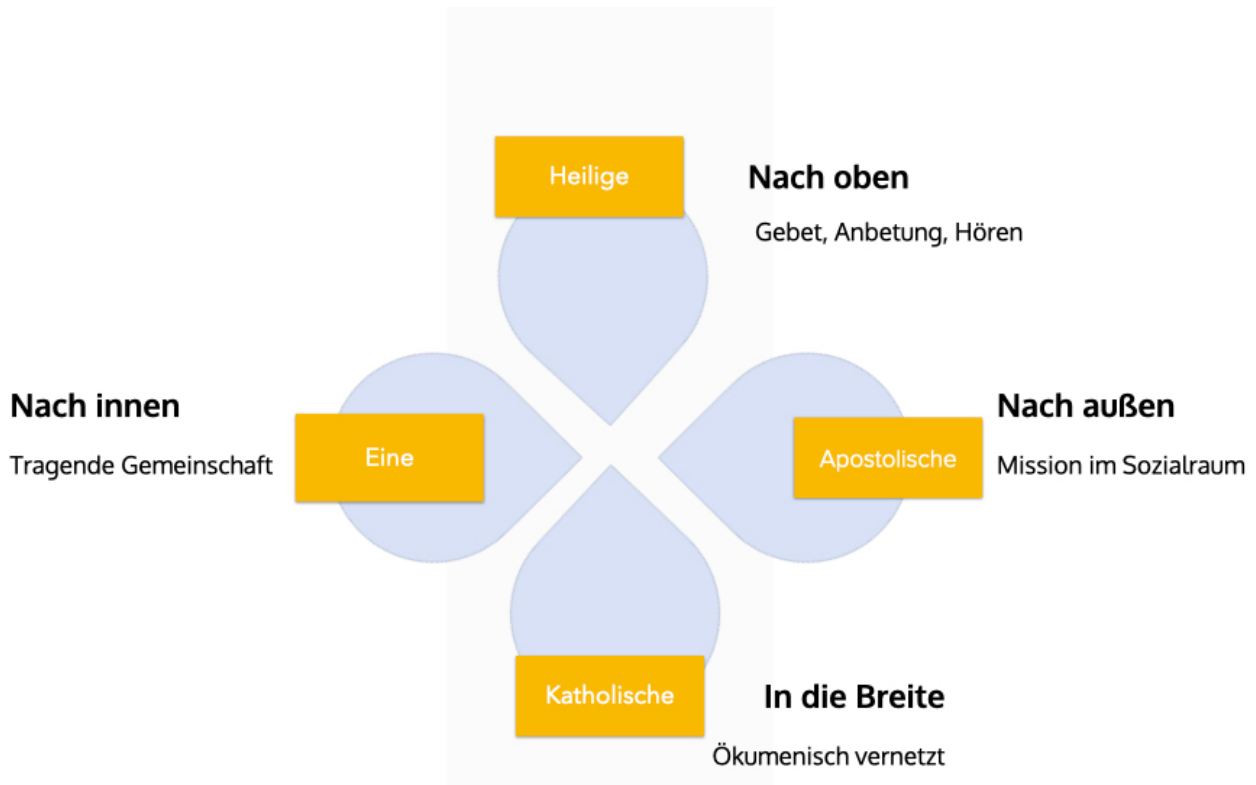 Heilige
Nach oben
Gebet, Anbetung, Hören
Nach innen
Tragende Gemeinschaft
Eine
Apostolische
Nach außen
Mission im Sozialraum
Katholische
In die Breite
Ökumenisch vernetzt